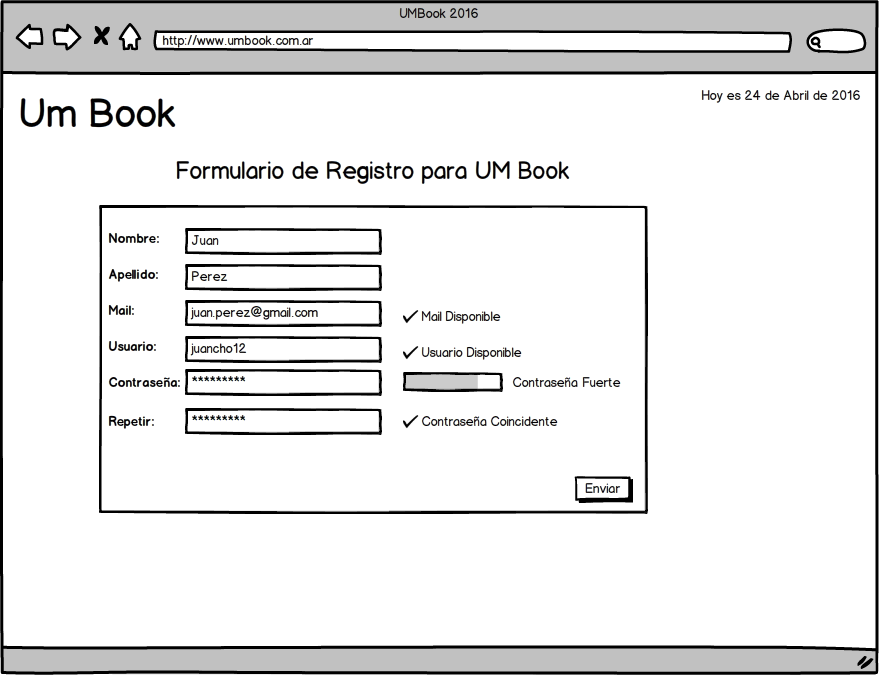 UMBook 2016
http://www.umbook.com.ar
Hoy es 24 de Abril de 2016
Um Book
Formulario de Registro para UM Book
Nombre: Juan
Apellido: Perez
Mail: juan.perez@gmail.com Mail Disponible
Usuario: juancho12 Usuario Disponible
Contraseña: ********* Contraseña Fuerte
Repetir: ********* Contraseña Coincidente
Enviar